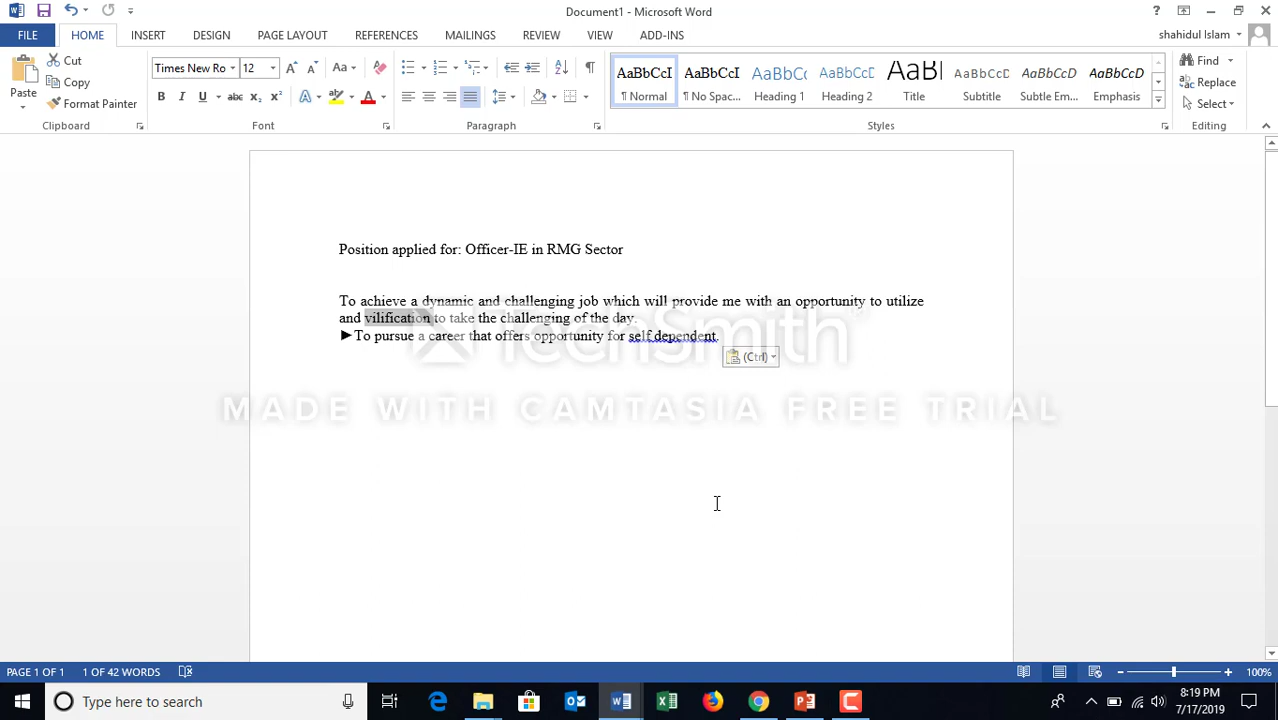 Document1 - Microsoft Word
?
FILE
HOME
INSERT
DESIGN
PAGE LAYOUT
REFERENCES
MAILINGS
REVIEW
VIEW
ADD-INS
shahidul Islam
Paste
Cut
Copy
Format Painter
Clipboard
Times New Ro
12
Font
Paragraph
AaBbCcI
¶ Normal
AaBbCcI
¶ No Spac...
AaBbCc
Heading 1
AaBbCcD
Heading 2
AaBl
Title
AaBbCcD
Subtitle
AaBbCcD
Subtle Em...
AaBbCcD
Emphasis
Styles
Find
Replace
Select
Editing
Position applied for: Officer-IE in RMG Sector
To achieve a dynamic and challenging job which will provide me with an opportunity to utilize
and vilification to take the challenging of the day.
►To pursue a career that offers opportunity for self dependent.
(Ctrl)
TechSmith
MADE WITH CAMTASIA FREE TRIAL
PAGE 1 OF 1
1 OF 42 WORDS
100%
Type here to search
8:19 PM
7/17/2019